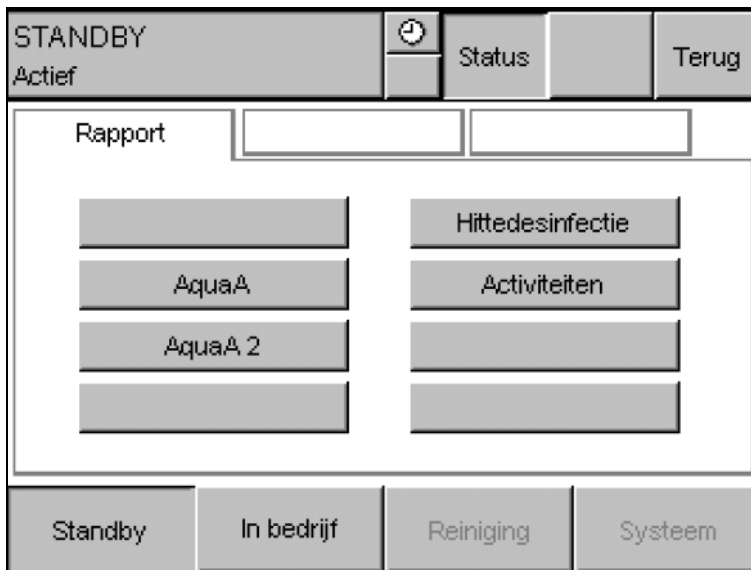 STANDBY
Actief
Status
Terug
Rapport
Hittedesinfectie
AquaA
Activiteiten
AquaA 2
Standby
In bedrijf
Reiniging
Systeem